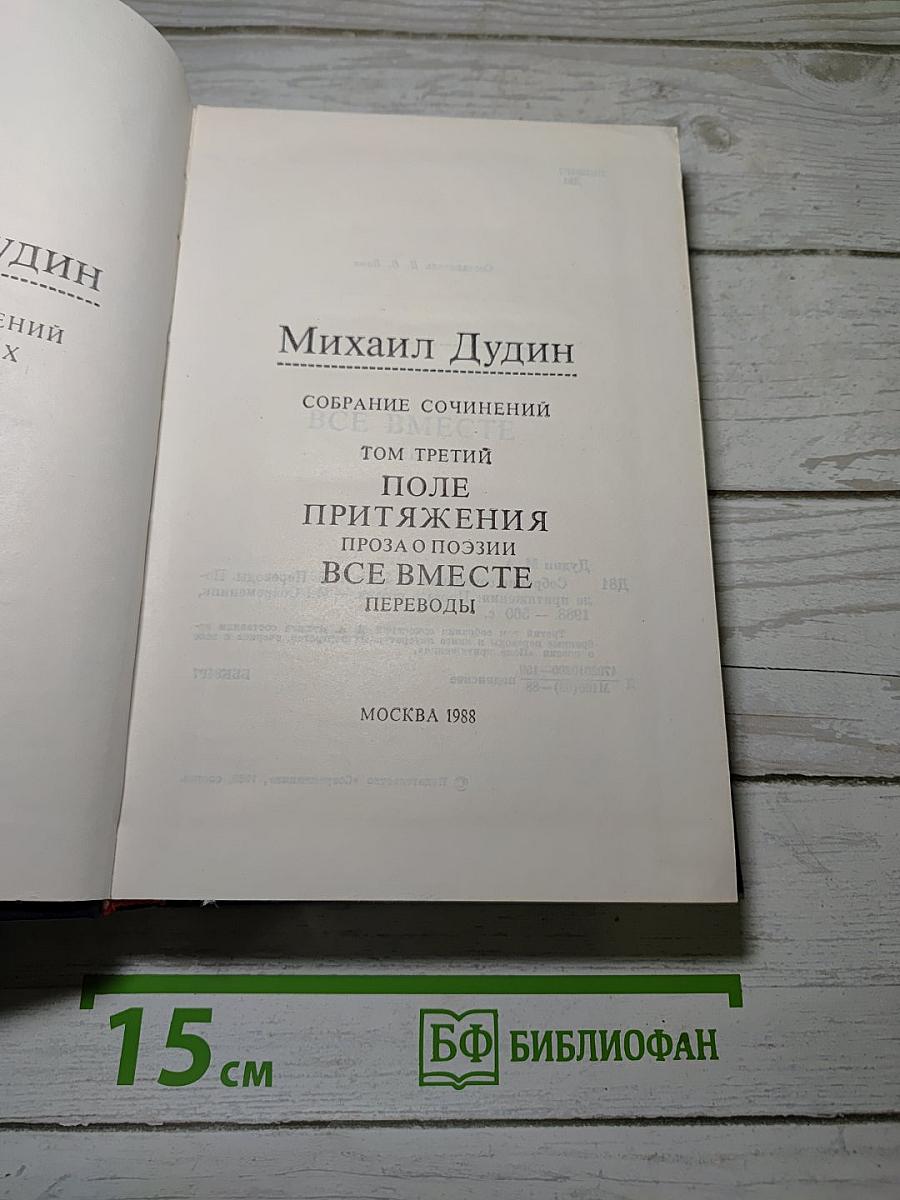 УДИН
ЕНИЙ
Х
Михаил Дудин
СОБРАНИЕ СОЧИНЕНИЙ
ТОМ ТРЕТИЙ
ПОЛЕ
ПРИТЯЖЕНИЯ
ПРОЗА О ПОЭЗИИ
ВСЕ ВМЕСТЕ
ПЕРЕВОДЫ
МОСКВА 1988
15 см
БФ БИБЛИОФАН